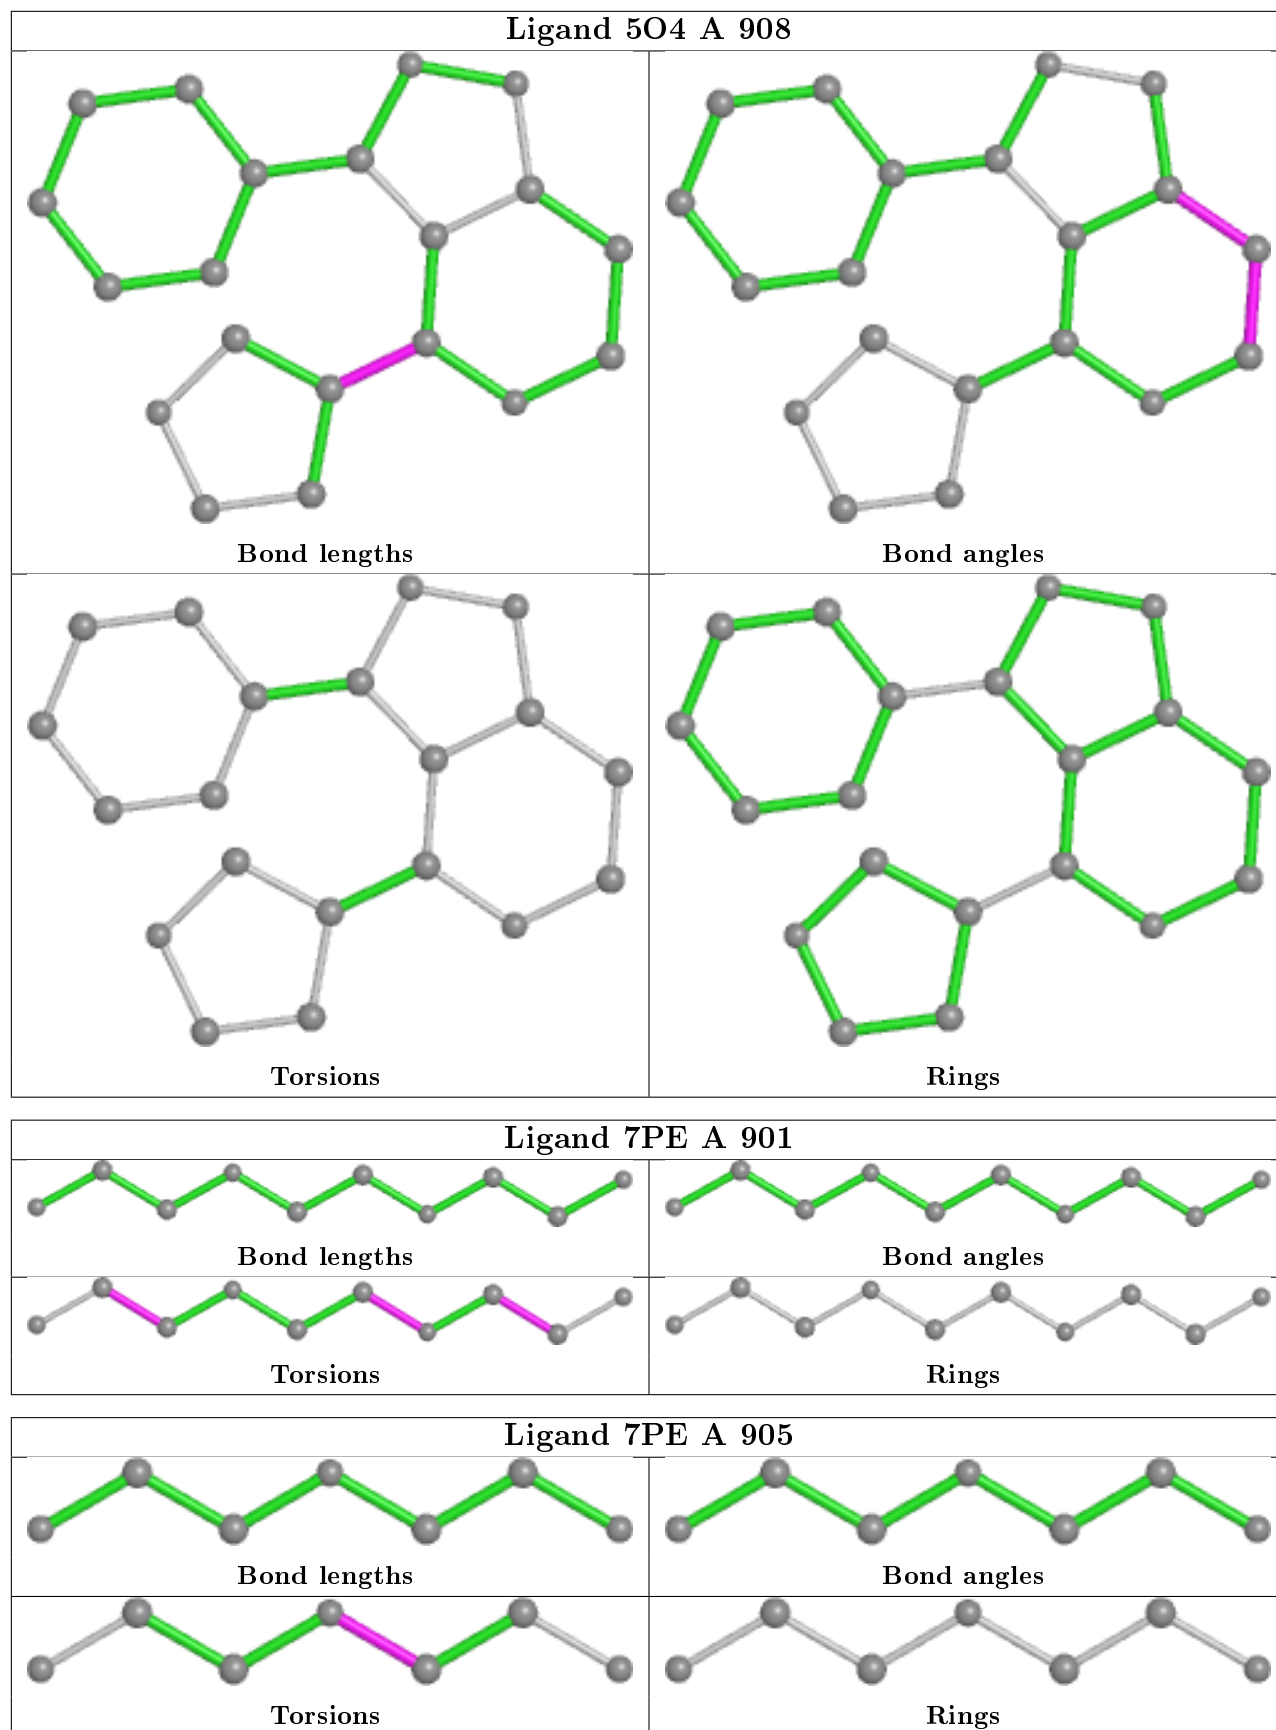 Ligand 5O4 A 908
Bond lengths
Bond angles
Torsions
Rings
Ligand 7PE A 901
Bond lengths
Bond angles
Torsions
Rings
Ligand 7PE A 905
Bond lengths
Bond angles
Torsions
Rings